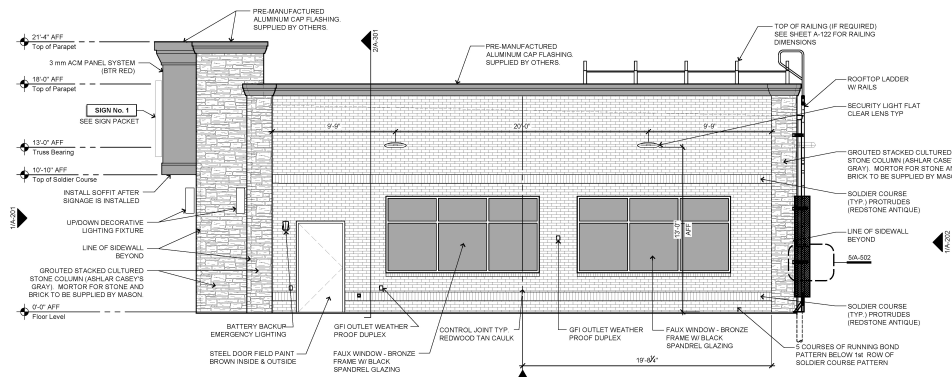 PRE-MANUFACTURED
ALUMINUM CAP FLASHING.
SUPPLIED BY OTHERS.
21'-4" AFF
Top of Parapet
3 mm ACM PANEL SYSTEM
(BTR RED)
18'-0" AFF
Top of Parapet
SIGN No. 1
SEE SIGN PACKET
13'-0" AFF
Truss Bearing
10'-10" AFF
Top of Soldier Course
INSTALL SOFFIT AFTER
SIGNAGE IS INSTALLED
1/A-201
UP/DOWN DECORATIVE
LIGHTING FIXTURE
LINE OF SIDEWALL
BEYOND
GROUTED STACKED CULTURED
STONE COLUMN (ASHLAR CASEY'S
GRAY). MORTOR FOR STONE AND
BRICK TO BE SUPPLIED BY MASON.
0'-0" AFF
Floor Level
2/A-301
PRE-MANUFACTURED
ALUMINUM CAP FLASHING.
SUPPLIED BY OTHERS.
9'-9"
20'-0"
9'-9"
13'-0"
AFF
BATTERY BACKUP
EMERGENCY LIGHTING
STEEL DOOR FIELD PAINT
BROWN INSIDE & OUTSIDE
GFI OUTLET WEATHER
PROOF DUPLEX
FAUX WINDOW - BRONZE
FRAME W/ BLACK
SPANDREL GLAZING
CONTROL JOINT TYP.
REDWOOD TAN CAULK
GFI OUTLET WEATHER
PROOF DUPLEX
FAUX WINDOW - BRONZE
FRAME W/ BLACK
SPANDREL GLAZING
TOP OF RAILING (IF REQUIRED)
SEE SHEET A-122 FOR RAILING
DIMENSIONS
ROOFTOP LADDER
W/ RAILS
SECURITY LIGHT FLAT
CLEAR LENS TYP
GROUTED STACKED CULTURED
STONE COLUMN (ASHLAR CASE
GRAY). MORTOR FOR STONE AN
BRICK TO BE SUPPLIED BY MASO
SOLDIER COURSE
(TYP.) PROTRUDES
(REDSTONE ANTIQUE)
LINE OF SIDEWALL
BEYOND
1/A-202
5/A-502
SOLDIER COURSE
(TYP.) PROTRUDES
(REDSTONE ANTIQUE)
5 COURSES OF RUNNING BOND
PATTERN BELOW 1st ROW OF
SOLDIER COURSE PATTERN